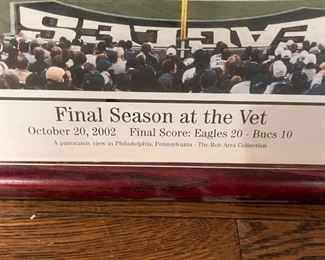 EAGLES
Final Season at the Vet
October 20, 2002 Final Score: Eagles 20 - Bucs 10
A panoramic view in Philadelphia, Pennsylvania - The Rob Arra Collection